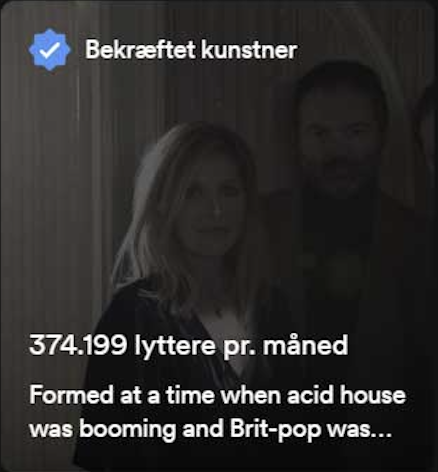 Bekræftet kunstner
374.199 lyttere pr. måned
Formed at a time when acid house
was booming and Brit-pop was...